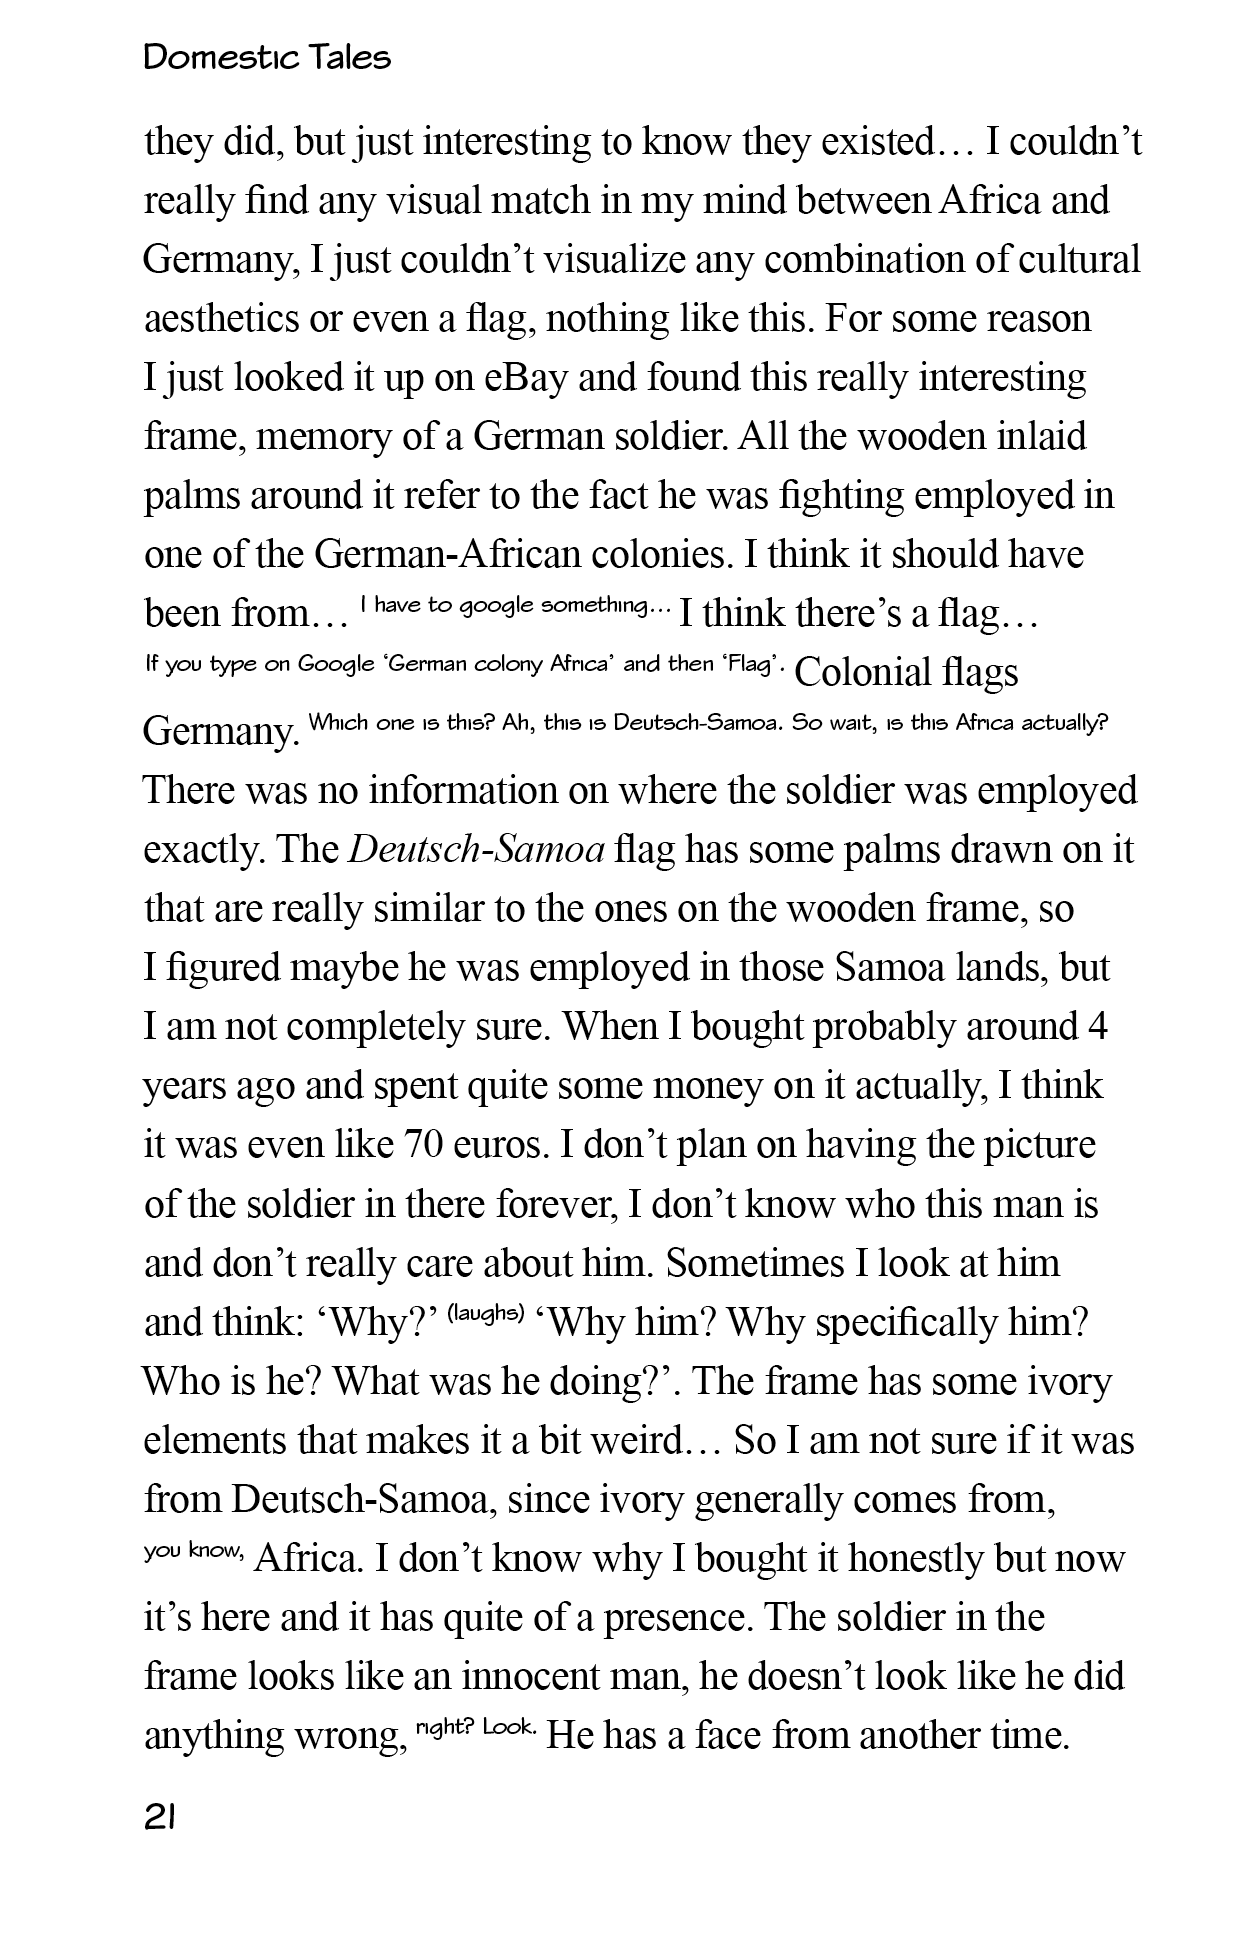 Domestic Tales
they did, but just interesting to know they existed… I couldn’t
really find any visual match in my mind between Africa and
Germany, I just couldn’t visualize any combination of cultural
aesthetics or even a flag, nothing like this. For some reason
I just looked it up on eBay and found this really interesting
frame, memory of a German soldier. All the wooden inlaid
palms around it refer to the fact he was fighting employed in
one of the German-African colonies. I think it should have
been from… I have to google something… I think there’s a flag…
If you type on Google ‘German colony Africa’ and then ‘Flag’. Colonial flags
Germany. Which one is this? Ah, this is Deutsch-Samoa. So wait, is this Africa actually?
There was no information on where the soldier was employed
exactly. The Deutsch-Samoa flag has some palms drawn on it
that are really similar to the ones on the wooden frame, so
I figured maybe he was employed in those Samoa lands, but
I am not completely sure. When I bought probably around 4
years ago and spent quite some money on it actually, I think
it was even like 70 euros. I don’t plan on having the picture
of the soldier in there forever, I don’t know who this man is
and don’t really care about him. Sometimes I look at him
and think: ‘Why?’ (laughs) ‘Why him? Why specifically him?
Who is he? What was he doing?’. The frame has some ivory
elements that makes it a bit weird… So I am not sure if it was
from Deutsch-Samoa, since ivory generally comes from,
you know, Africa. I don’t know why I bought it honestly but now
it’s here and it has quite of a presence. The soldier in the
frame looks like an innocent man, he doesn’t look like he did
anything wrong, right? Look. He has a face from another time.
21